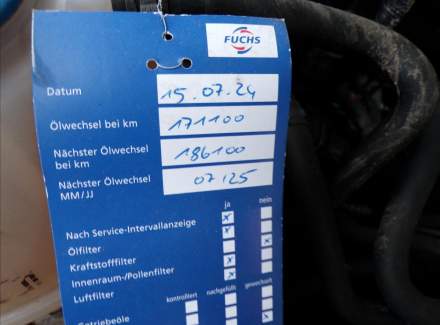 FUCHS
Datum 15.07.24
Ölwechsel bei km 171100
Nächster Ölwechsel
bei km 186100
Nächster Ölwechsel
MM/JJ 07/25
ja nein
Nach Service-Intervallanzeige
Ölfilter
Kraftstofffilter
Innenraum-/Pollenfilter
Luftfilter
kontrolliert nachgefüllt gewechselt
Getriebeöle